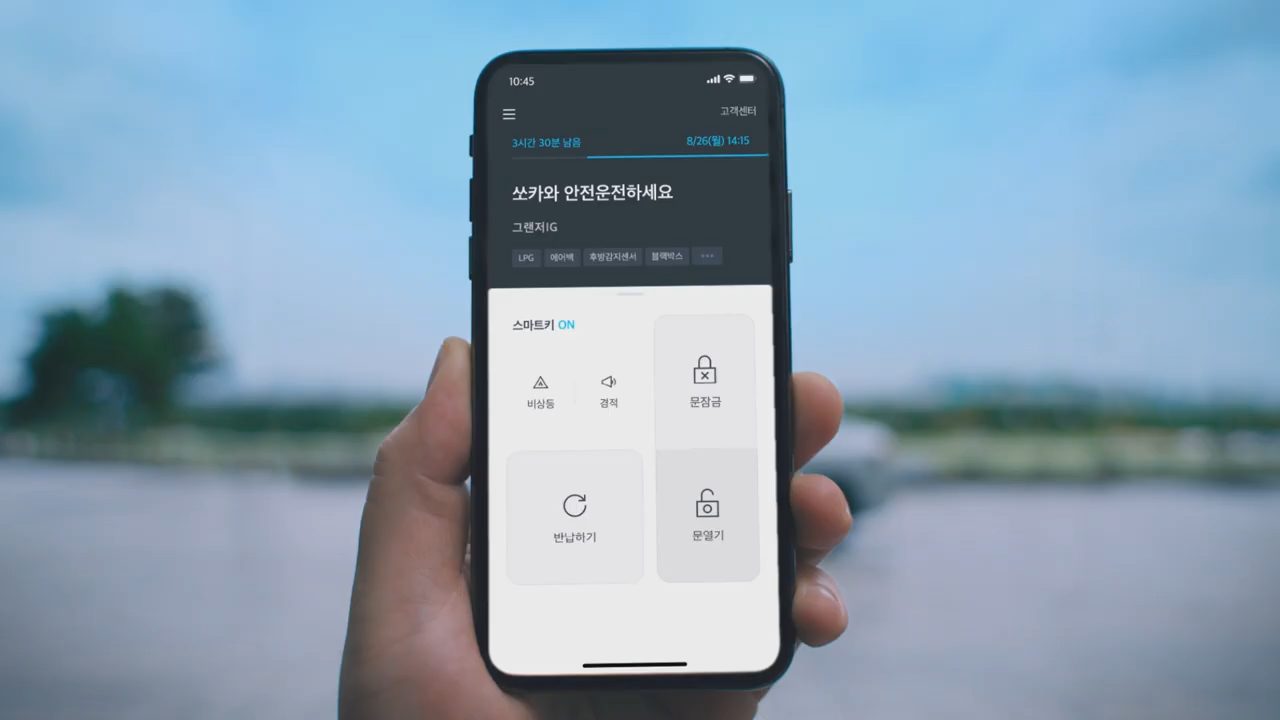 10:45
고객센터
3시간 30분 남음 8/26(월) 14:15
쏘카와 안전운전하세요
그랜저IG
LPG 에어백 후방감지센서 블랙박스
스마트키 ON
비상등 경적
문잠금
반납하기
문열기